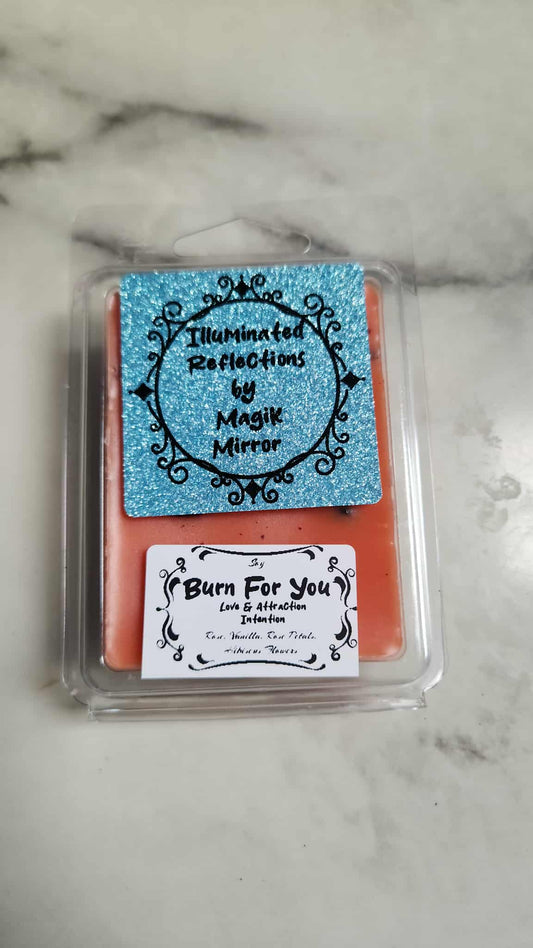 Illuminated
Reflections
by
Magik
Mirror
Soy
Burn For You
Love & Attraction
Intention
Rose, Vanilla, Rose Petals,
Hibiscus Flowers